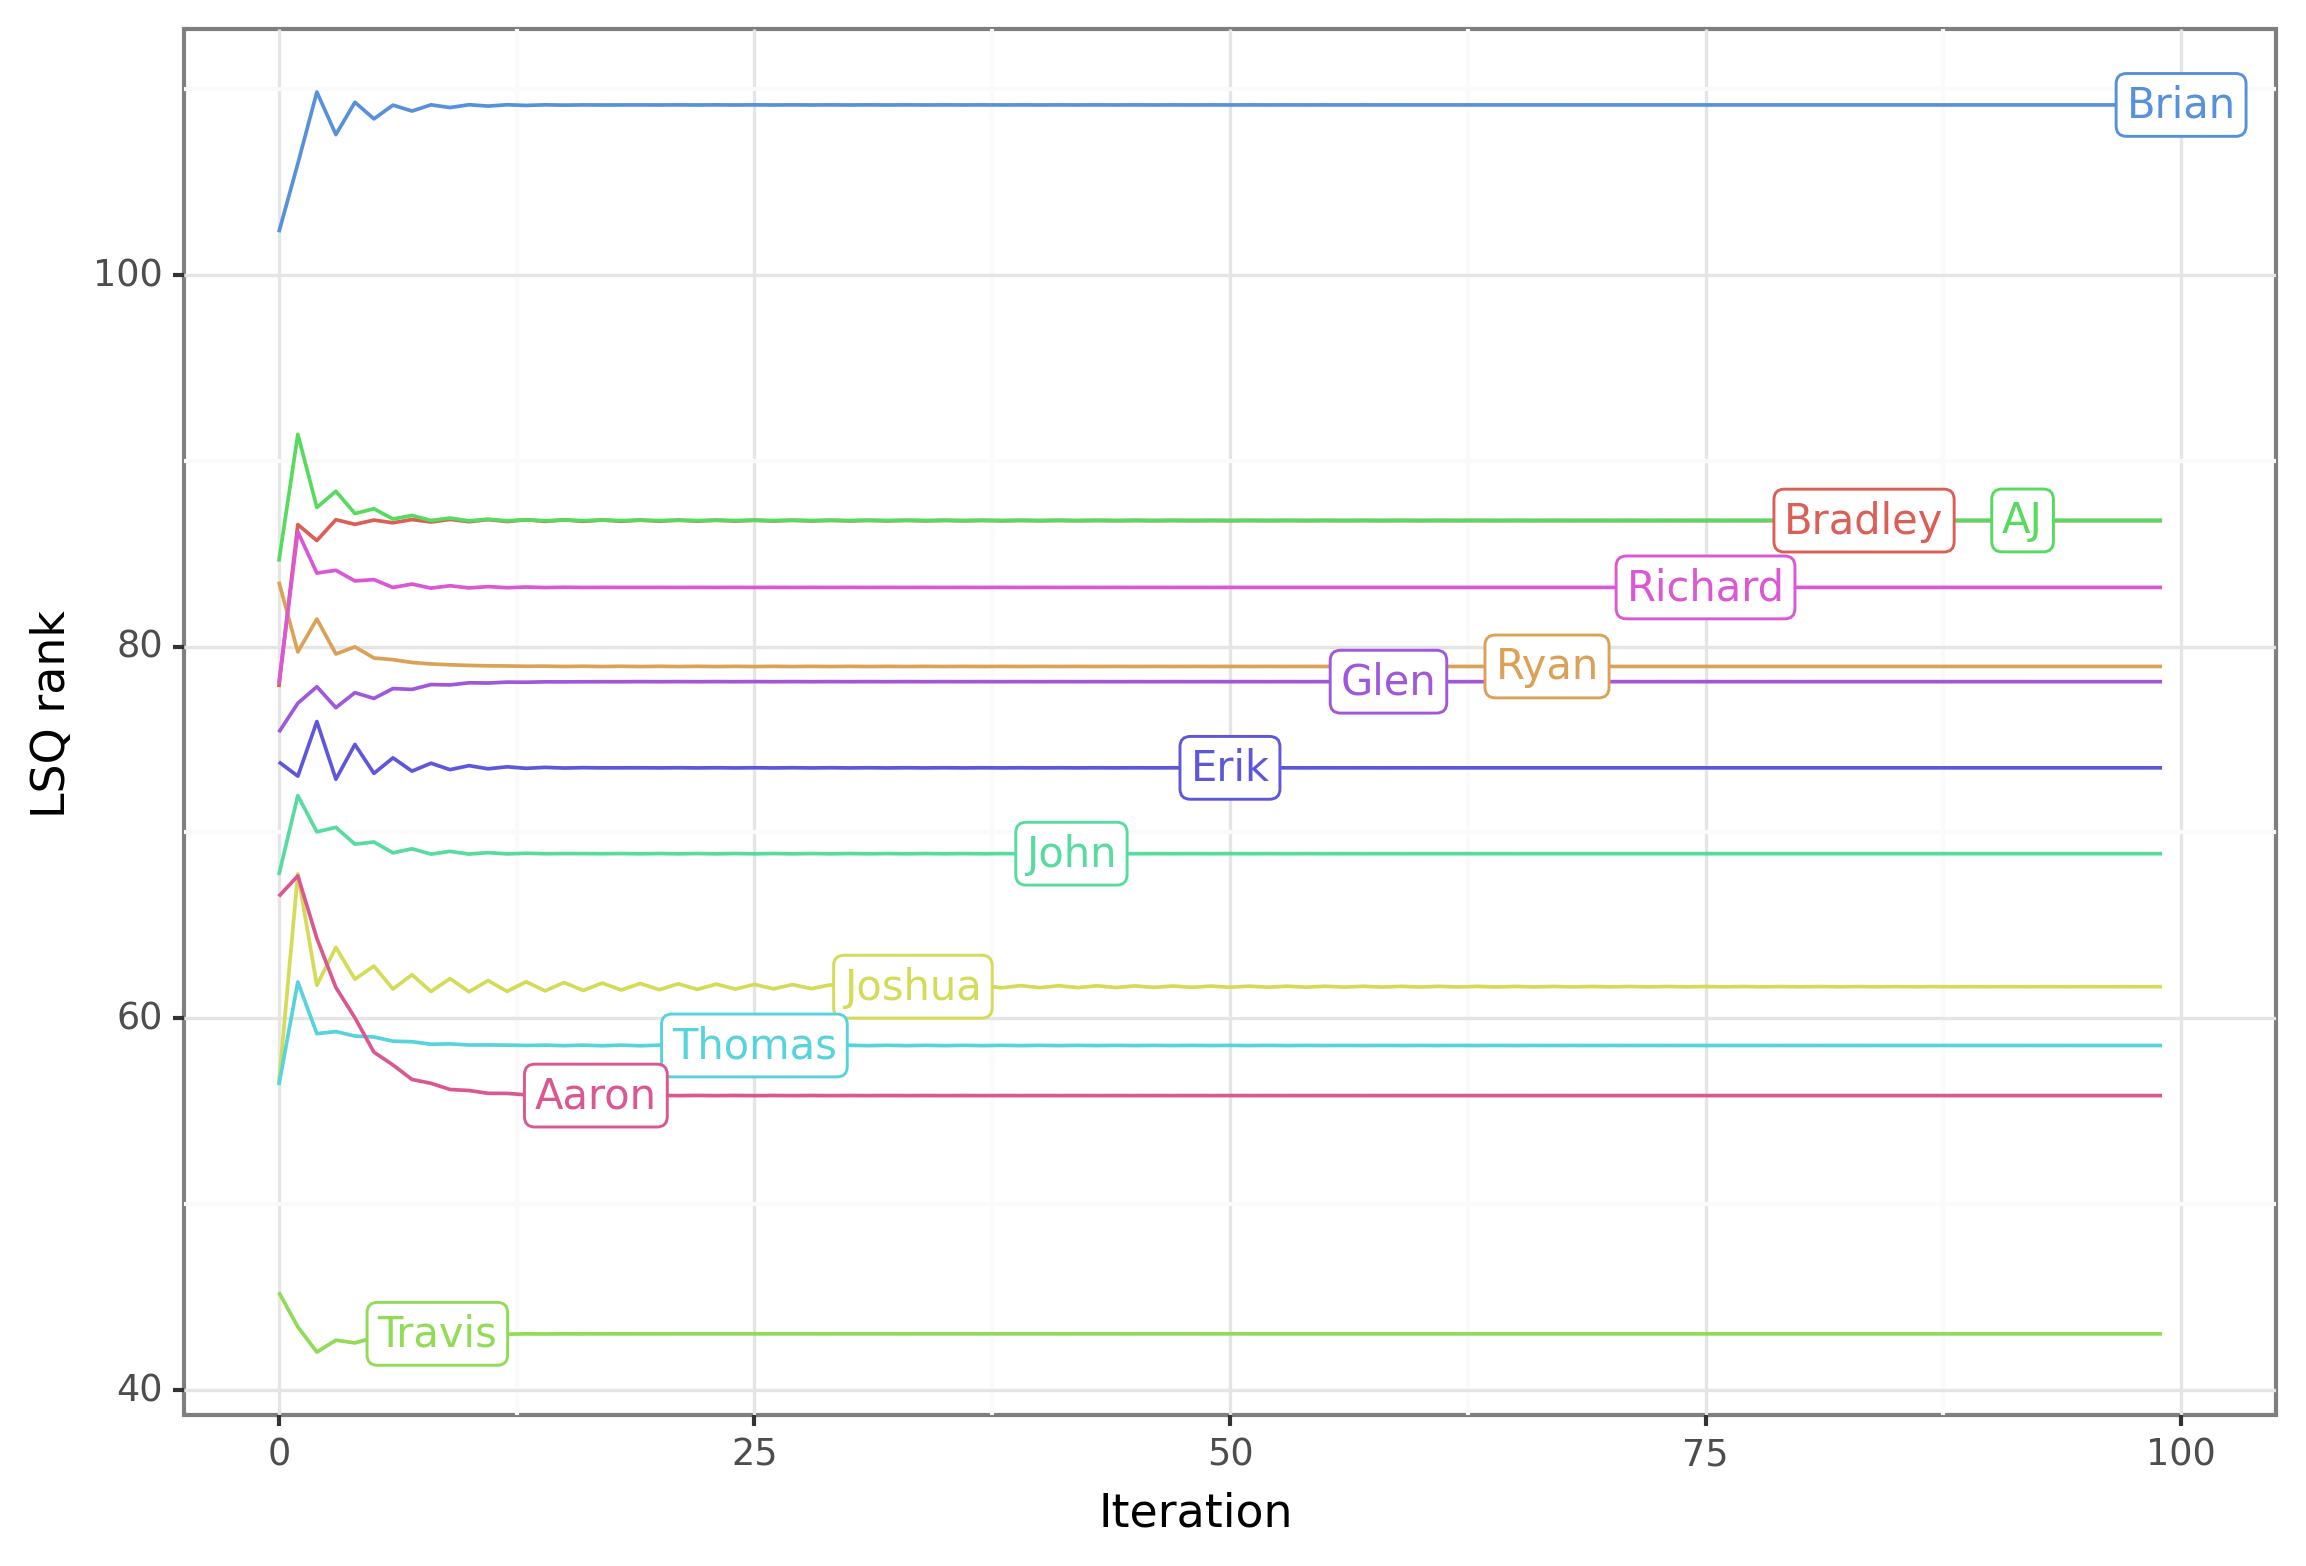 Brian
100
Bradley
AJ
Richard
80
Ryan
Glen
Erik
John
Joshua
60
Thomas
Aaron
Travis
40
0
25
50
75
100
Iteration
LSQ rank